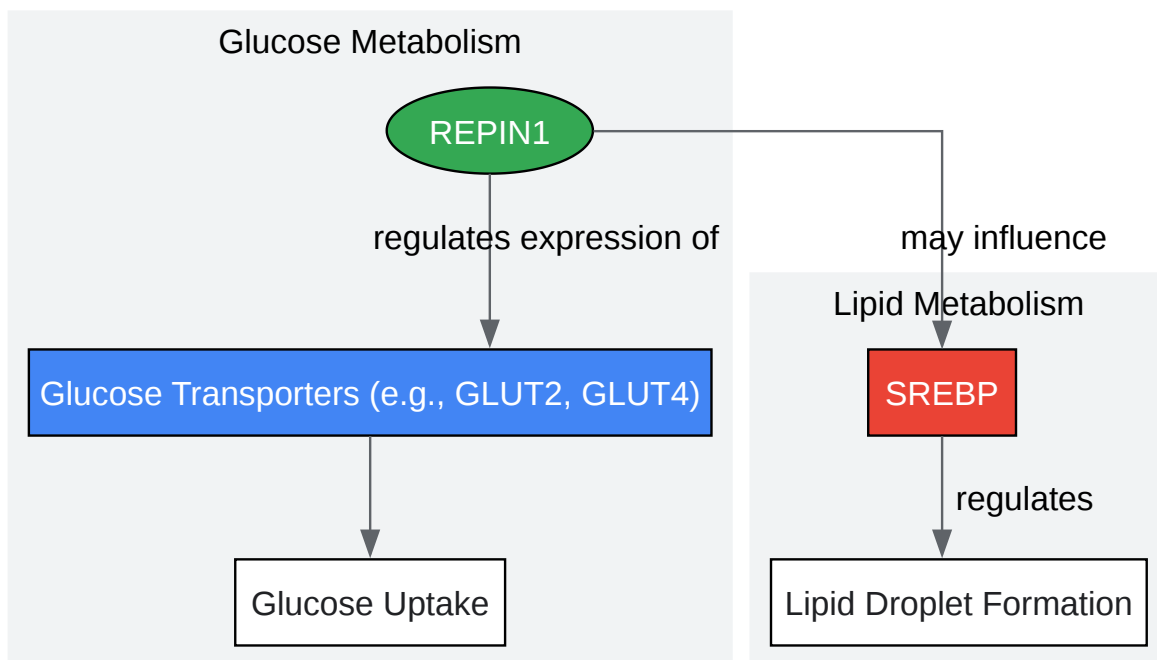 Glucose Metabolism
REPIN1
regulates expression of
may influence
Lipid Metabolism
Glucose Transporters (e.g., GLUT2, GLUT4)
SREBP
regulates
Glucose Uptake
Lipid Droplet Formation